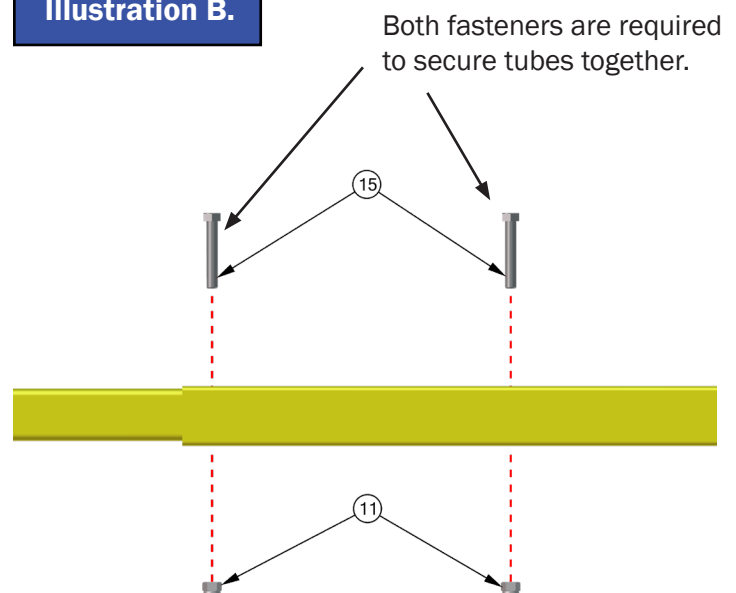 Illustration B.
Both fasteners are required
to secure tubes together.
15
11